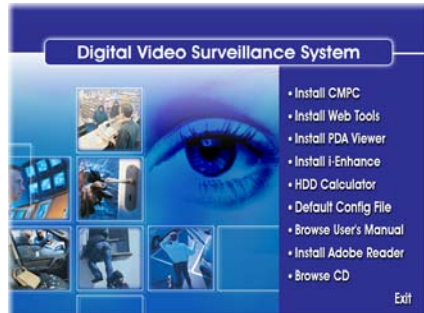 Digital Video Surveillance System
• Install CMPC
• Install Web Tools
• Install PDA Viewer
• Install i-Enhance
• HDD Calculator
• Default Config File
• Browse User's Manual
• Install Adobe Reader
• Browse CD
Exit